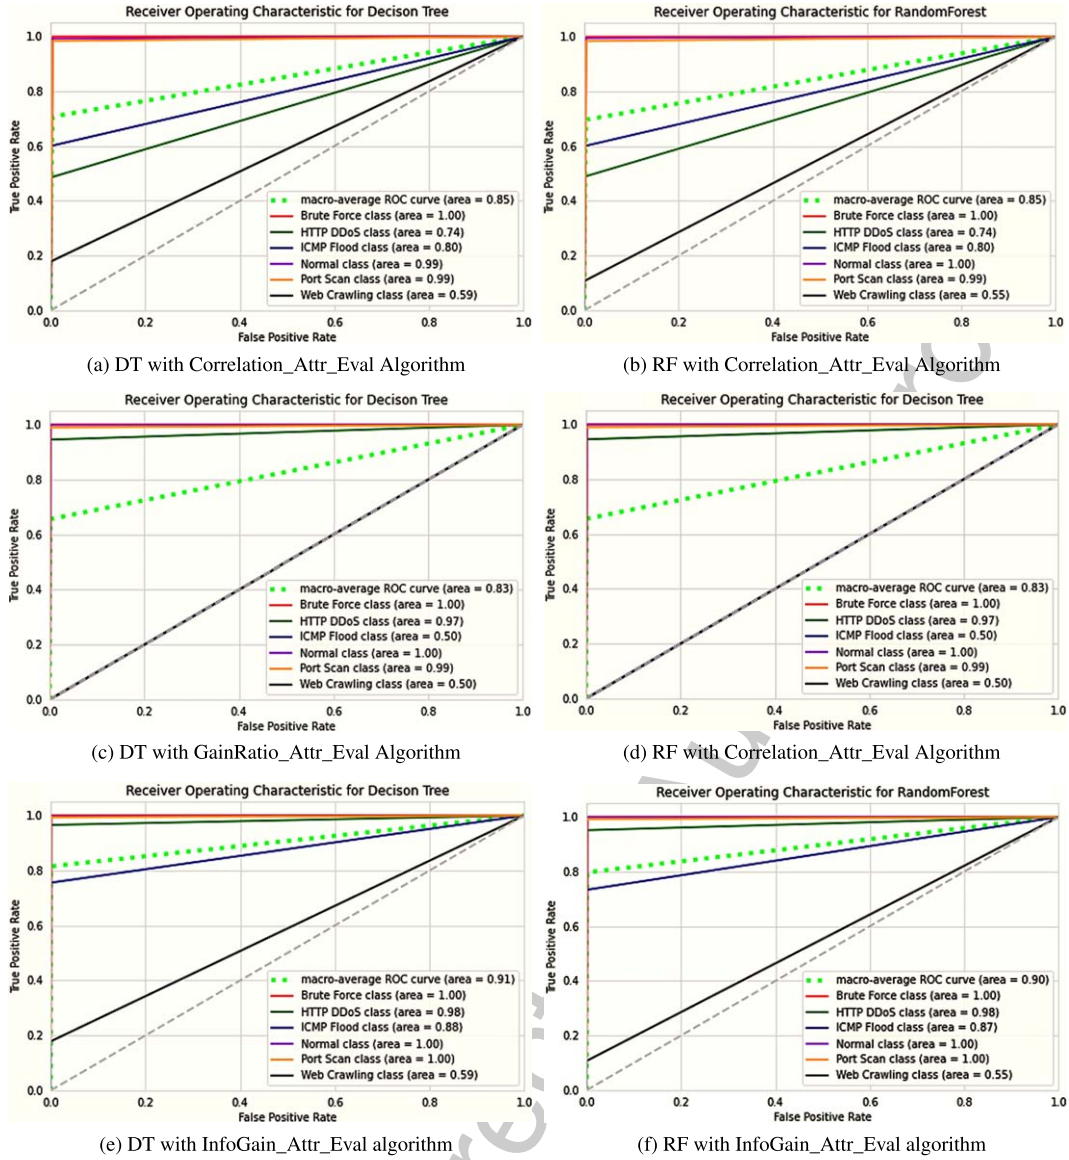 Receiver Operating Characteristic for Decison Tree
1.0
0.8
0.6
0.4
0.2
0.0
True Positive Rate
macro-average ROC curve (area = 0.85)
Brute Force class (area = 1.00)
HTTP DDoS class (area = 0.74)
ICMP Flood class (area = 0.80)
Normal class (area = 0.99)
Port Scan class (area = 0.99)
Web Crawling class (area = 0.59)
0.0 0.2 0.4 0.6 0.8 1.0
False Positive Rate
(a) DT with Correlation_Attr_Eval Algorithm
Receiver Operating Characteristic for RandomForest
1.0
0.8
0.6
0.4
0.2
0.0
True Positive Rate
macro-average ROC curve (area = 0.85)
Brute Force class (area = 1.00)
HTTP DDoS class (area = 0.74)
ICMP Flood class (area = 0.80)
Normal class (area = 1.00)
Port Scan class (area = 0.99)
Web Crawling class (area = 0.55)
0.0 0.2 0.4 0.6 0.8 1.0
False Positive Rate
(b) RF with Correlation_Attr_Eval Algorithm
Receiver Operating Characteristic for Decison Tree
1.0
0.8
0.6
0.4
0.2
0.0
True Positive Rate
macro-average ROC curve (area = 0.83)
Brute Force class (area = 1.00)
HTTP DDoS class (area = 0.97)
ICMP Flood class (area = 0.50)
Normal class (area = 1.00)
Port Scan class (area = 0.99)
Web Crawling class (area = 0.50)
0.0 0.2 0.4 0.6 0.8 1.0
False Positive Rate
(c) DT with GainRatio_Attr_Eval Algorithm
Receiver Operating Characteristic for Decison Tree
1.0
0.8
0.6
0.4
0.2
0.0
True Positive Rate
macro-average ROC curve (area = 0.83)
Brute Force class (area = 1.00)
HTTP DDoS class (area = 0.97)
ICMP Flood class (area = 0.50)
Normal class (area = 1.00)
Port Scan class (area = 0.99)
Web Crawling class (area = 0.50)
0.0 0.2 0.4 0.6 0.8 1.0
False Positive Rate
(d) RF with Correlation_Attr_Eval Algorithm
Receiver Operating Characteristic for Decison Tree
1.0
0.8
0.6
0.4
0.2
0.0
True Positive Rate
macro-average ROC curve (area = 0.91)
Brute Force class (area = 1.00)
HTTP DDoS class (area = 0.98)
ICMP Flood class (area = 0.88)
Normal class (area = 1.00)
Port Scan class (area = 1.00)
Web Crawling class (area = 0.59)
0.0 0.2 0.4 0.6 0.8 1.0
False Positive Rate
(e) DT with InfoGain_Attr_Eval algorithm
Receiver Operating Characteristic for RandomForest
1.0
0.8
0.6
0.4
0.2
0.0
True Positive Rate
macro-average ROC curve (area = 0.90)
Brute Force class (area = 1.00)
HTTP DDoS class (area = 0.98)
ICMP Flood class (area = 0.87)
Normal class (area = 1.00)
Port Scan class (area = 1.00)
Web Crawling class (area = 0.55)
0.0 0.2 0.4 0.6 0.8 1.0
False Positive Rate
(f) RF with InfoGain_Attr_Eval algorithm